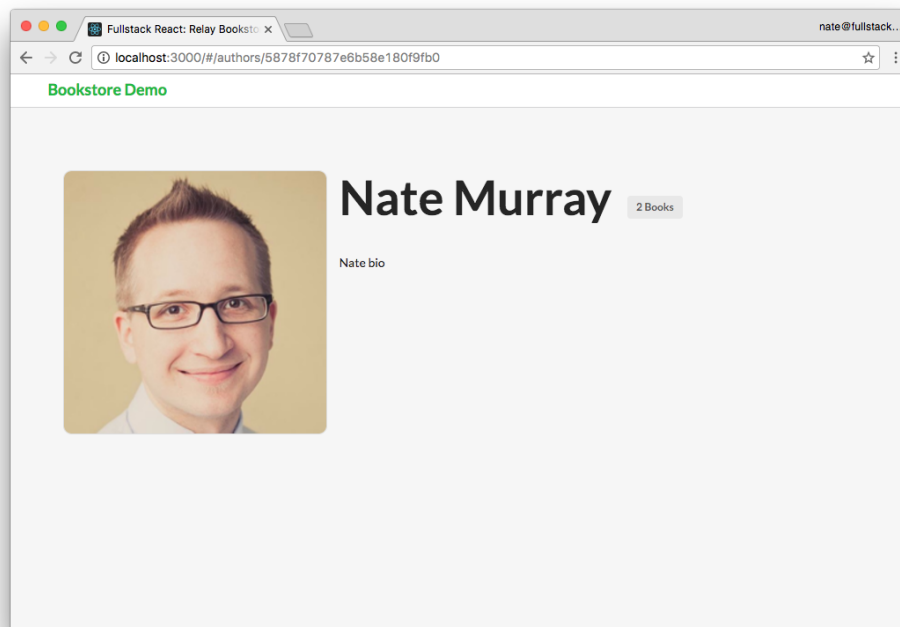 Fullstack React: Relay Booksto
nate@fullstack...
localhost:3000/#/authors/5878f70787e6b58e180f9fb0
Bookstore Demo
Nate Murray 2 Books
Nate bio